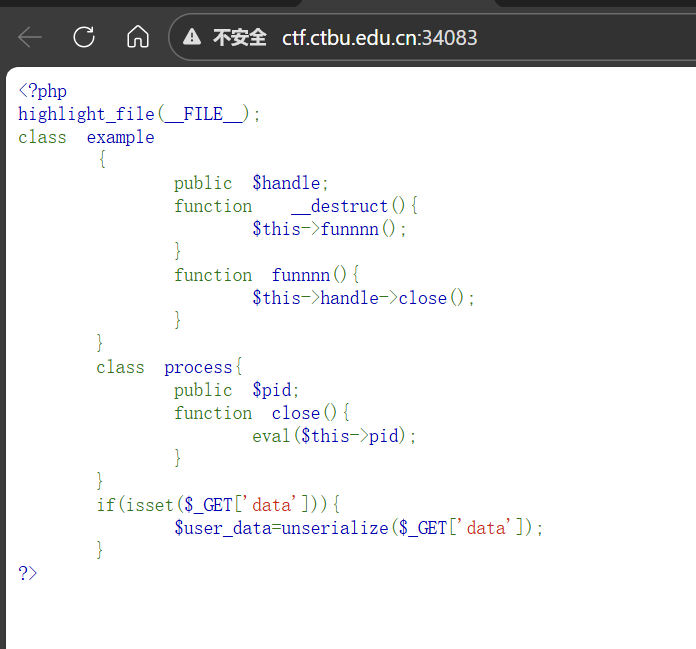 不安全 ctf.ctbu.edu.cn:34083
<?php
highlight_file(__FILE__);
class example
{
public $handle;
function __destruct(){
$this->funnnn();
}
function funnnn(){
$this->handle->close();
}
}
class process{
public $pid;
function close(){
eval($this->pid);
}
}
if(isset($_GET['data'])){
$user_data=unserialize($_GET['data']);
}
?>